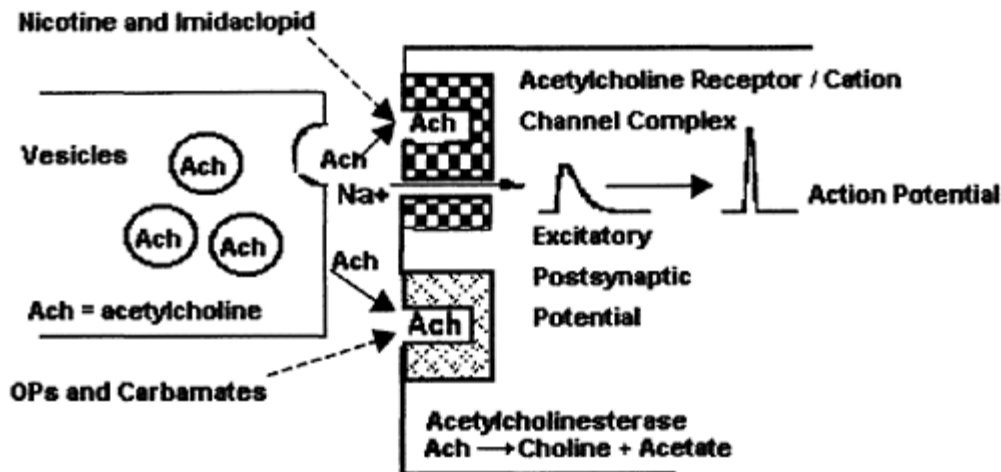 Nicotine and Imidaclopid
Acetylcholine Receptor / Cation
Channel Complex
Vesicles
Ach
Ach
Ach
Ach
Ach
Na+
Action Potential
Excitatory
Postsynaptic
Potential
Ach
Ach
Ach = acetylcholine
OPs and Carbamates
Acetylcholinesterase
Ach → Choline + Acetate